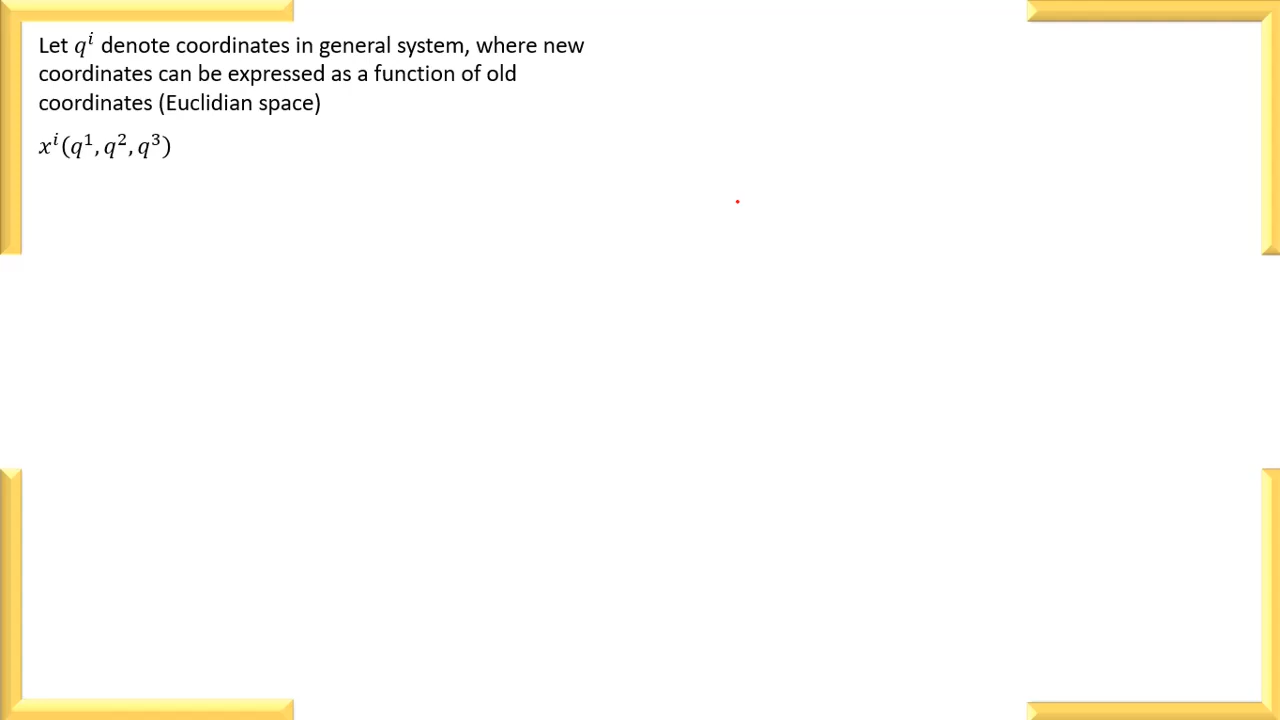 Let qⁱ denote coordinates in general system, where new
coordinates can be expressed as a function of old
coordinates (Euclidian space)
xⁱ(q¹, q², q³)